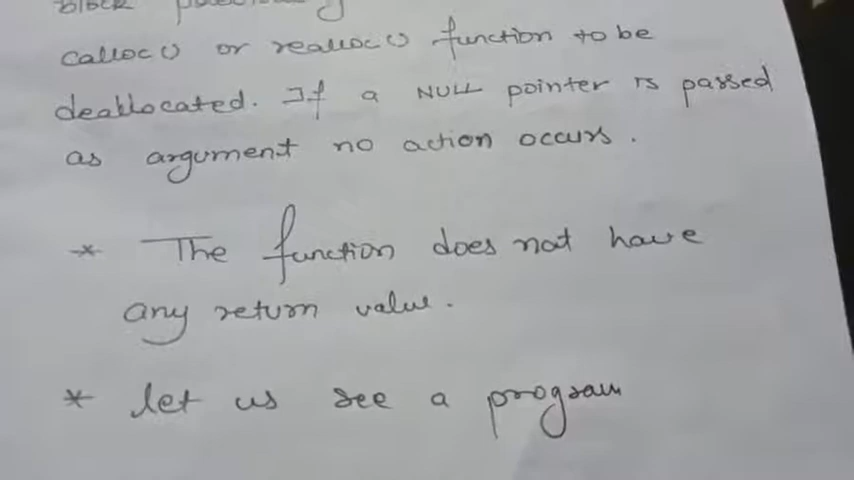 Block
calloc() or realloc() function to be
deallocated. If a NULL pointer is passed
as argument no action occurs.
* The function does not have
any return value.
* let us see a program